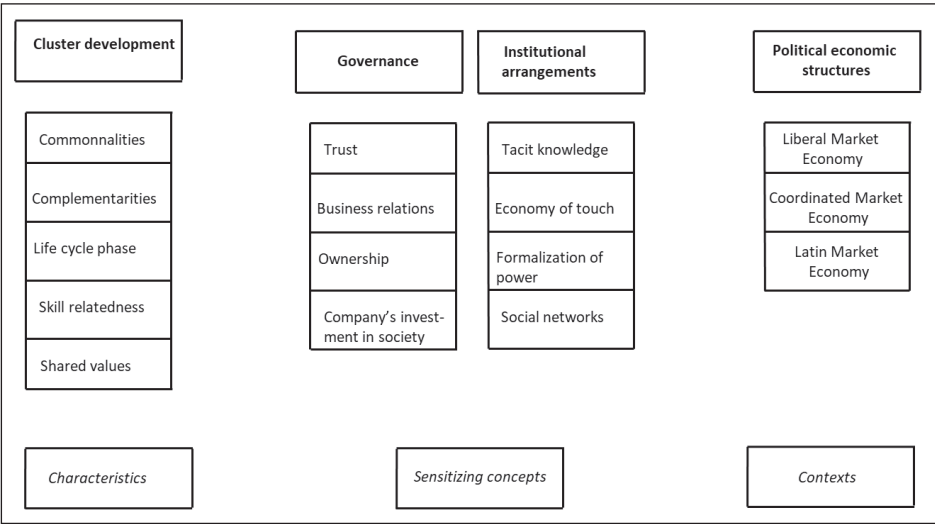 Cluster development
Governance
Institutional
arrangements
Political economic
structures
Commonnalities
Complementarities
Life cycle phase
Skill relatedness
Shared values
Trust
Business relations
Ownership
Company's invest-
ment in society
Tacit knowledge
Economy of touch
Formalization of
power
Social networks
Liberal Market
Economy
Coordinated Market
Economy
Latin Market
Economy
Characteristics
Sensitizing concepts
Contexts